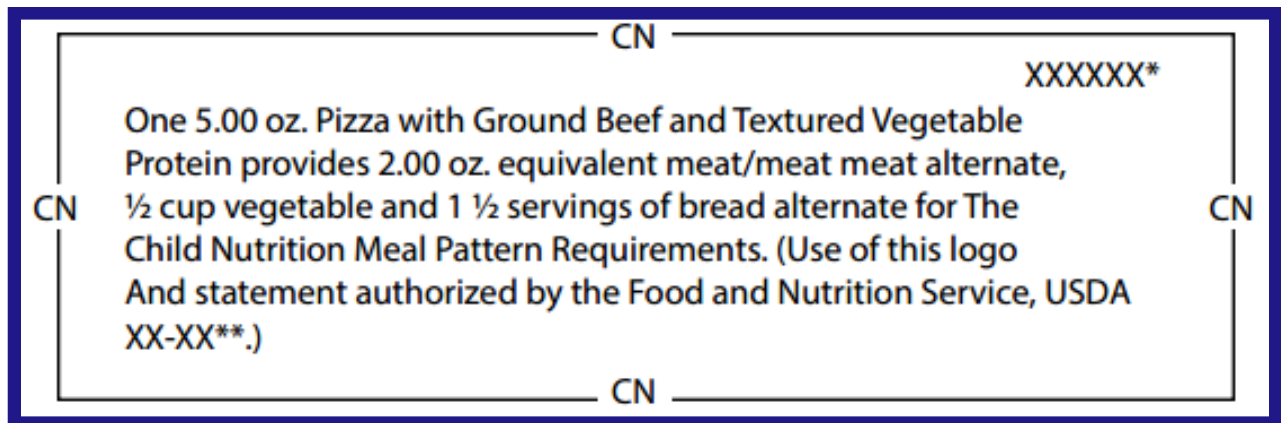 CN
XXXXXX*
One 5.00 oz. Pizza with Ground Beef and Textured Vegetable
Protein provides 2.00 oz. equivalent meat/meat meat alternate,
CN ½ cup vegetable and 1 ½ servings of bread alternate for The CN
Child Nutrition Meal Pattern Requirements. (Use of this logo
And statement authorized by the Food and Nutrition Service, USDA
XX-XX**.)
CN